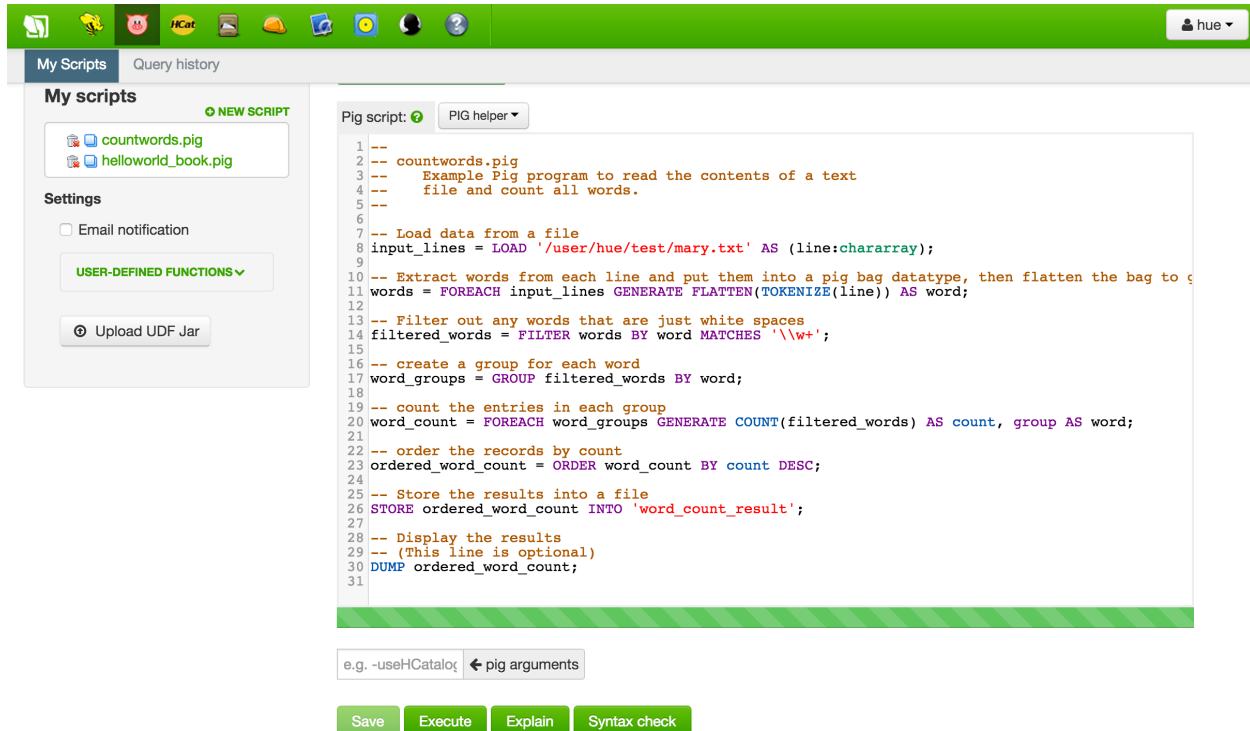 HCat
hue
My Scripts Query history
My scripts
NEW SCRIPT
countwords.pig
helloworld_book.pig
Settings
Email notification
USER-DEFINED FUNCTIONS
Upload UDF Jar
Pig script: ? PIG helper
1 --
2 -- countwords.pig
3 --    Example Pig program to read the contents of a text
4 --    file and count all words.
5 --
6
7 -- Load data from a file
8 input_lines = LOAD '/user/hue/test/mary.txt' AS (line:chararray);
9
10 -- Extract words from each line and put them into a pig bag datatype, then flatten the bag to
11 words = FOREACH input_lines GENERATE FLATTEN(TOKENIZE(line)) AS word;
12
13 -- Filter out any words that are just white spaces
14 filtered_words = FILTER words BY word MATCHES '\\w+';
15
16 -- create a group for each word
17 word_groups = GROUP filtered_words BY word;
18
19 -- count the entries in each group
20 word_count = FOREACH word_groups GENERATE COUNT(filtered_words) AS count, group AS word;
21
22 -- order the records by count
23 ordered_word_count = ORDER word_count BY count DESC;
24
25 -- Store the results into a file
26 STORE ordered_word_count INTO 'word_count_result';
27
28 -- Display the results
29 -- (This line is optional)
30 DUMP ordered_word_count;
31
e.g. -useHCatalog pig arguments
Save Execute Explain Syntax check